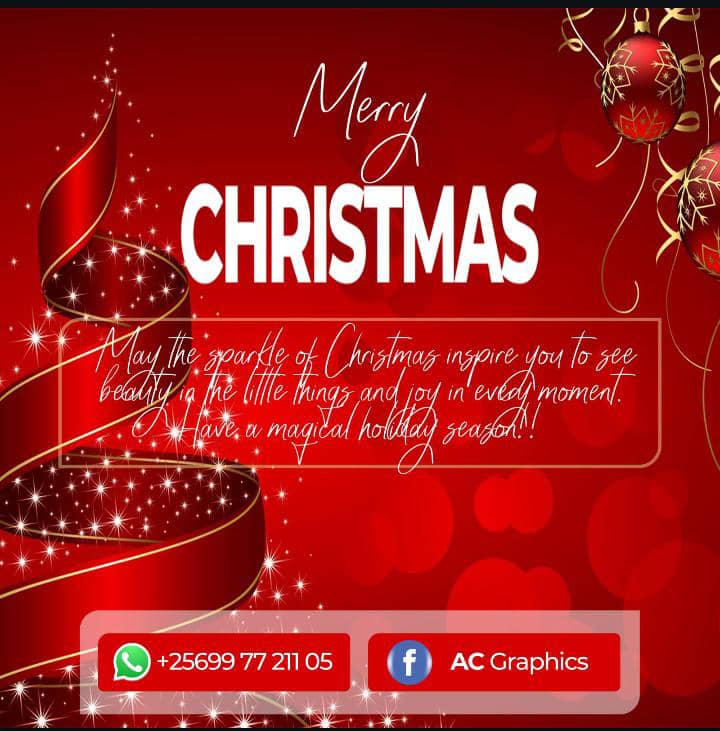 Merry
CHRISTMAS
May the sparkle of Christmas inspire you to see
beauty in the little things and joy in every moment.
Have a magical holiday season!!
+25699 77 211 05
AC Graphics